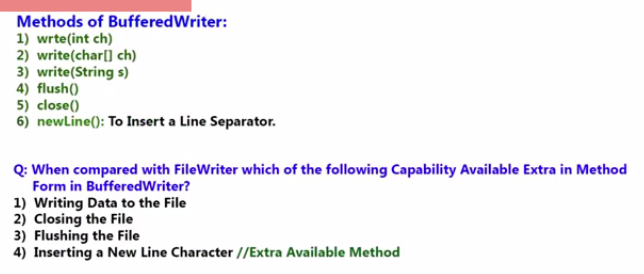 Methods of BufferedWriter:
1) wrte(int ch)
2) write(char[] ch)
3) write(String s)
4) flush()
5) close()
6) newLine(): To Insert a Line Separator.
Q: When compared with FileWriter which of the following Capability Available Extra in Method
Form in BufferedWriter?
1) Writing Data to the File
2) Closing the File
3) Flushing the File
4) Inserting a New Line Character //Extra Available Method